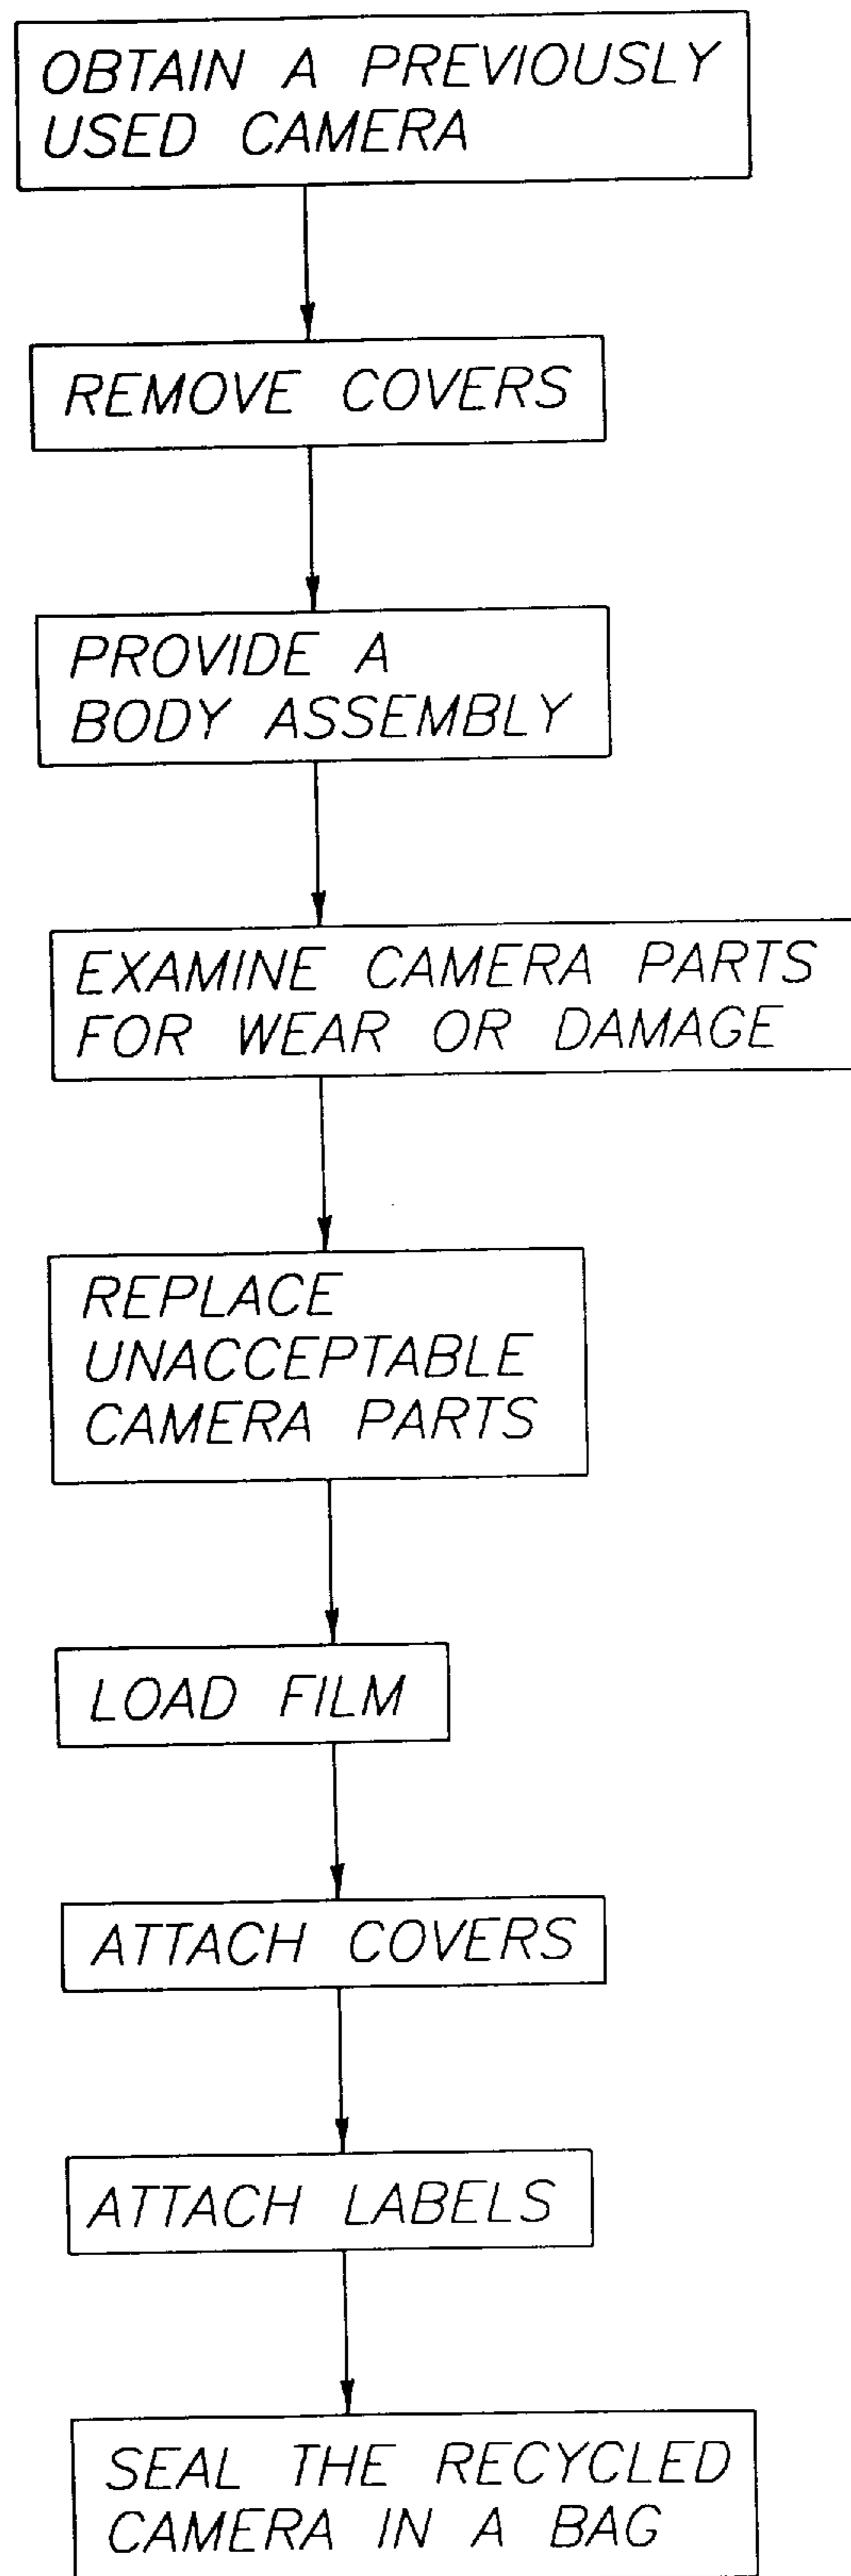 OBTAIN A PREVIOUSLY
USED CAMERA
REMOVE COVERS
PROVIDE A
BODY ASSEMBLY
EXAMINE CAMERA PARTS
FOR WEAR OR DAMAGE
REPLACE
UNACCEPTABLE
CAMERA PARTS
LOAD FILM
ATTACH COVERS
ATTACH LABELS
SEAL THE RECYCLED
CAMERA IN A BAG